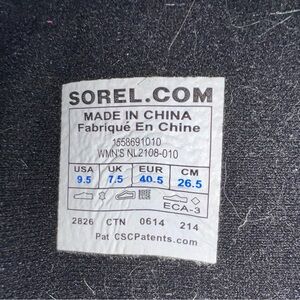 SOREL.COM
MADE IN CHINA
Fabriqué En Chine
1558691010
WMN'S NL2108-010
USA UK EUR CM
9.5 7.5 40.5 26.5
ECA-3
2826 CTN 0614 214
Pat CSCPatents.com